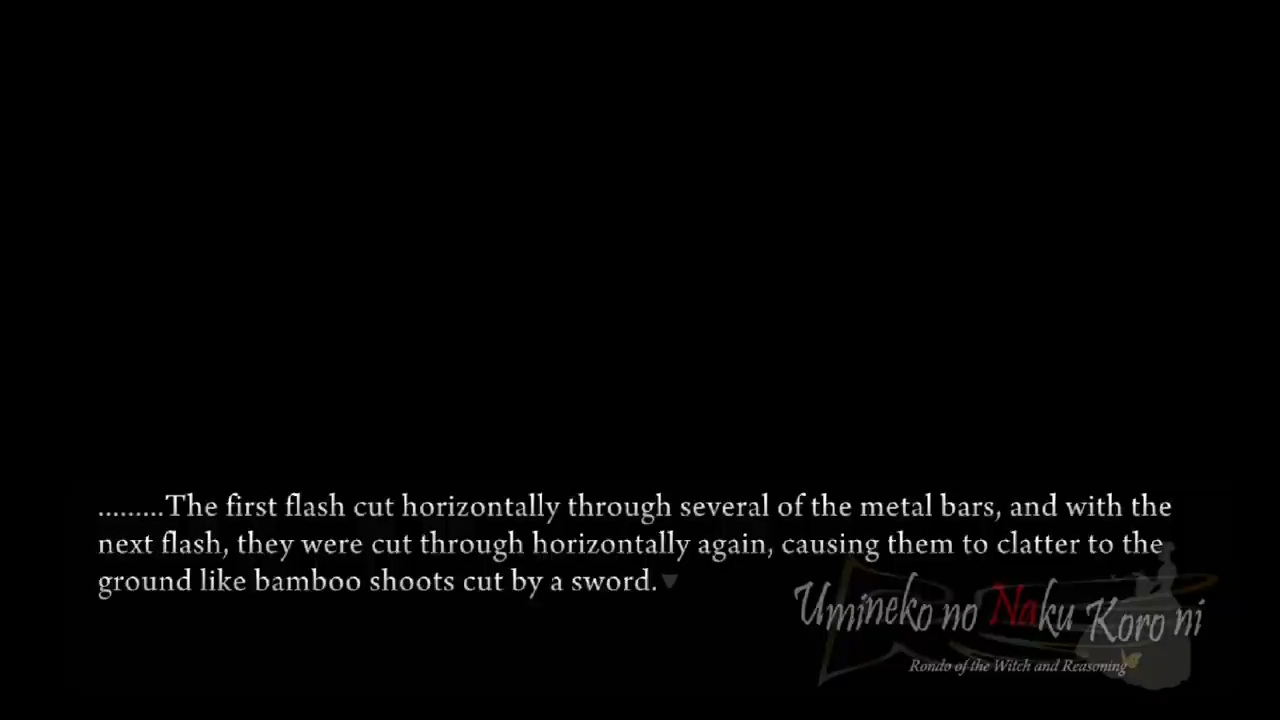 .........The first flash cut horizontally through several of the metal bars, and with the
next flash, they were cut through horizontally again, causing them to clatter to the
ground like bamboo shoots cut by a sword.
Umineko no Naku Koro ni
Rondo of the Witch and Reasoning